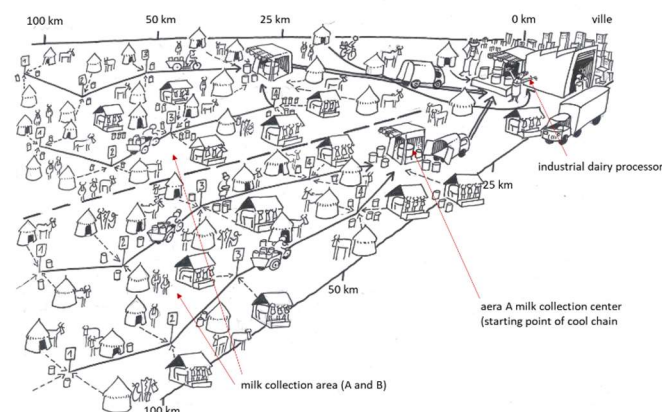 100 km
50 km
25 km
0 km
ville
industrial dairy processor
25 km
50 km
aera A milk collection center
(starting point of cool chain
milk collection area (A and B)
100 km